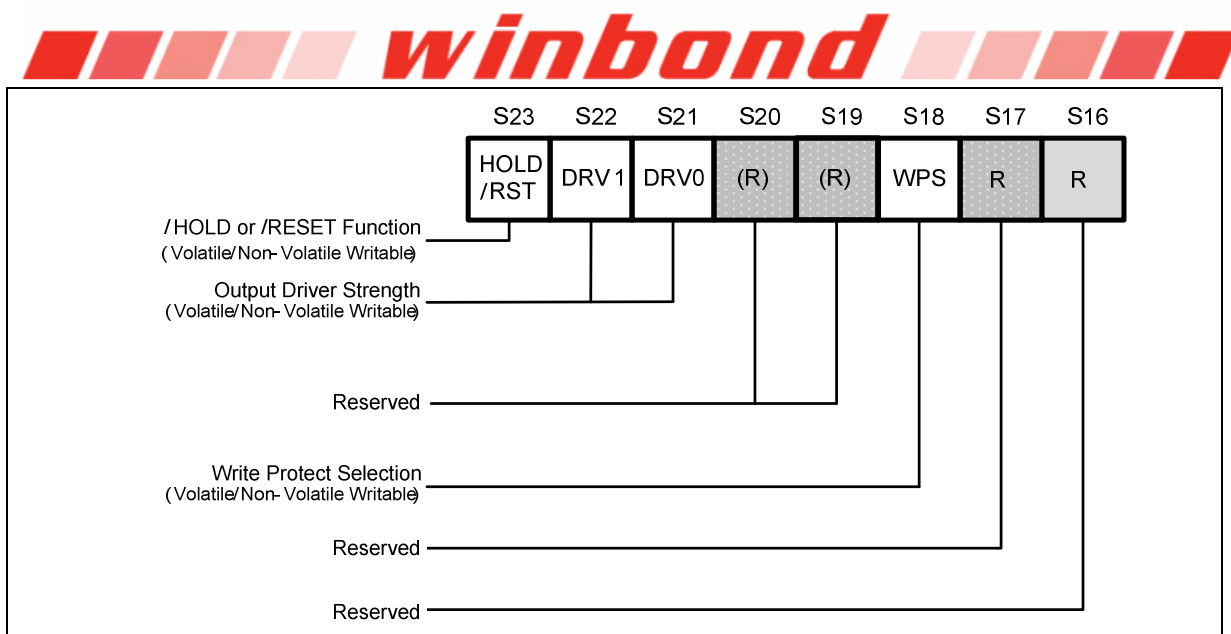 winbond
S23 S22 S21 S20 S19 S18 S17 S16
HOLD /RST DRV 1 DRV0 (R) (R) WPS R R
/HOLD or /RESET Function
(Volatile/Non-Volatile Writable)
Output Driver Strength
(Volatile/Non-Volatile Writable)
Reserved
Write Protect Selection
(Volatile/Non-Volatile Writable)
Reserved
Reserved